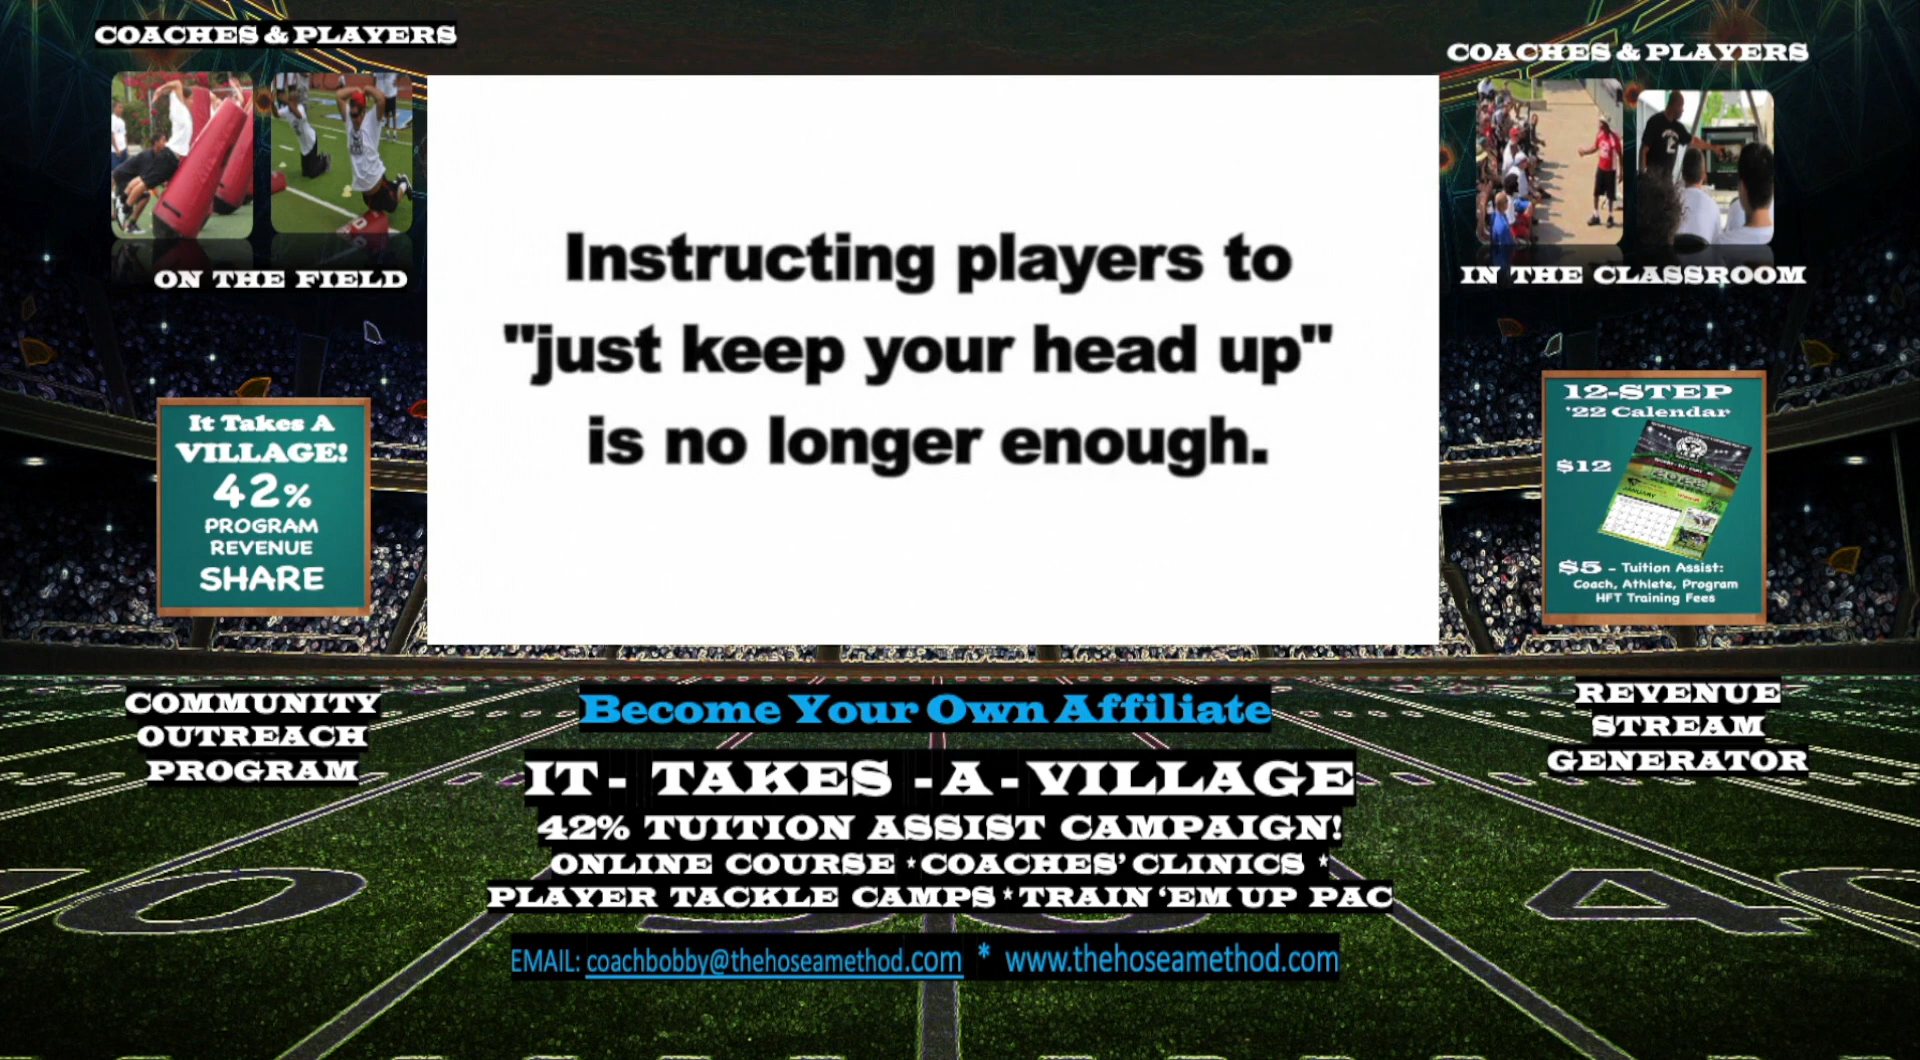 COACHES & PLAYERS
ON THE FIELD
COACHES & PLAYERS
IN THE CLASSROOM
Instructing players to
"just keep your head up"
is no longer enough.
It Takes A
VILLAGE!
42%
PROGRAM
REVENUE
SHARE
12-STEP
'22 Calendar
$12
2022
JANUARY
$5 - Tuition Assist:
Coach, Athlete, Program
HFT Training Fees
COMMUNITY
OUTREACH
PROGRAM
Become Your Own Affiliate
IT - TAKES - A - VILLAGE
42% TUITION ASSIST CAMPAIGN!
ONLINE COURSE * COACHES' CLINICS *
PLAYER TACKLE CAMPS * TRAIN 'EM UP PAC
EMAIL: coachbobby@thehoseamethod.com * www.thehoseamethod.com
REVENUE
STREAM
GENERATOR